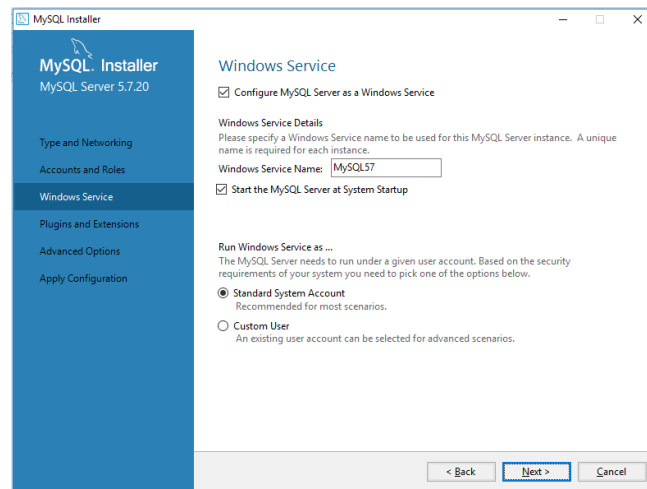 MySQL Installer
MySQL. Installer
MySQL Server 5.7.20
Type and Networking
Accounts and Roles
Windows Service
Plugins and Extensions
Advanced Options
Apply Configuration
Windows Service
Configure MySQL Server as a Windows Service
Windows Service Details
Please specify a Windows Service name to be used for this MySQL Server instance. A unique
name is required for each instance.
Windows Service Name: MySQL57
Start the MySQL Server at System Startup
Run Windows Service as ...
The MySQL Server needs to run under a given user account. Based on the security
requirements of your system you need to pick one of the options below.
Standard System Account
Recommended for most scenarios.
Custom User
An existing user account can be selected for advanced scenarios.
< Back
Next >
Cancel